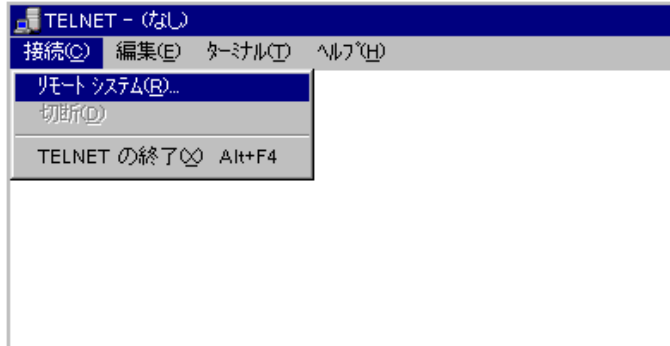 TELNET - (なし)
接続(C) 編集(E) ﾀｰﾐﾅﾙ(T) ﾍﾙﾌﾟ(H)
ﾘﾓｰﾄ ｼｽﾃﾑ(R)...
切断(D)
TELNET の終了(X) Alt+F4